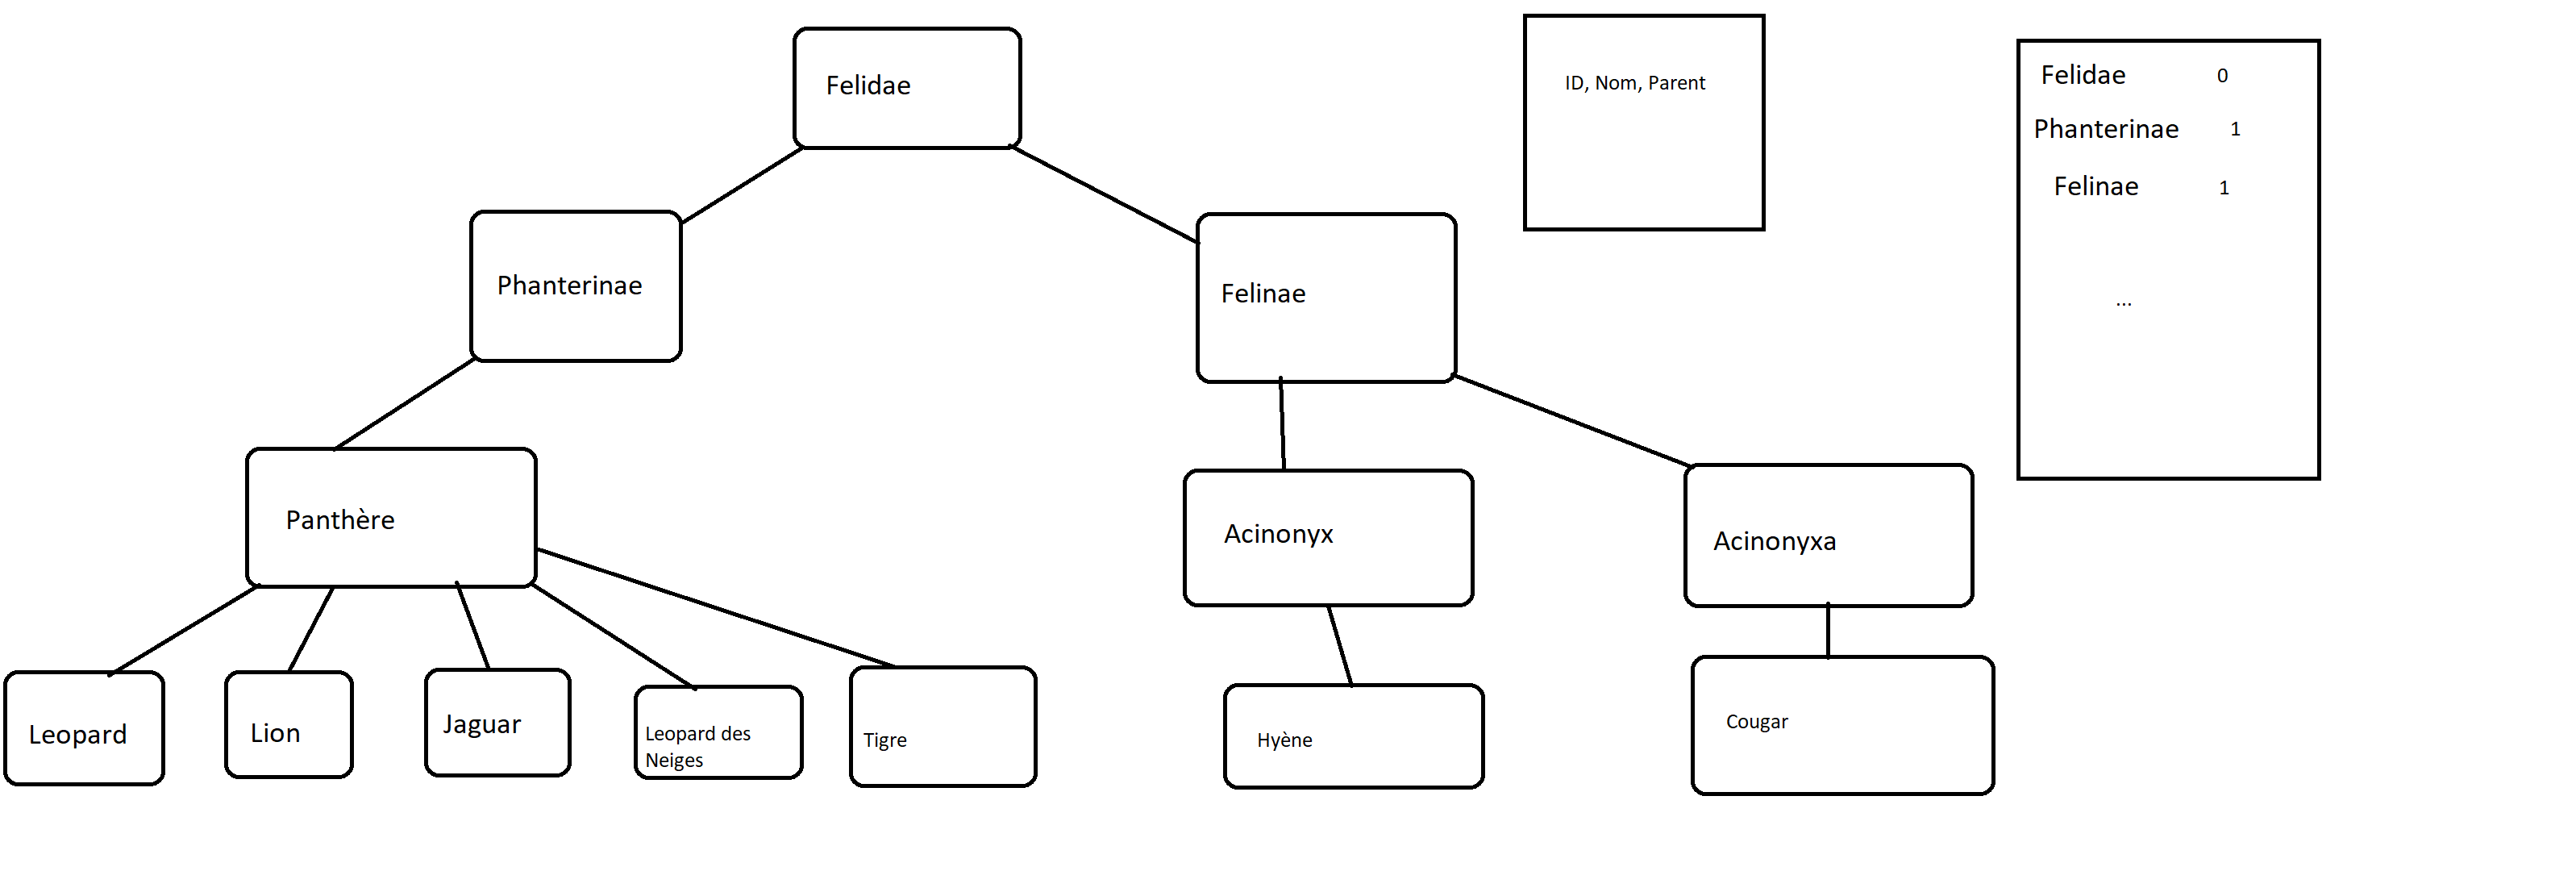 Felidae
ID, Nom, Parent
Felidae 0
Phanterinae 1
Felinae 1
...
Phanterinae
Felinae
Panthère
Acinonyx
Acinonyxa
Leopard
Lion
Jaguar
Leopard des
Neiges
Tigre
Hyène
Cougar